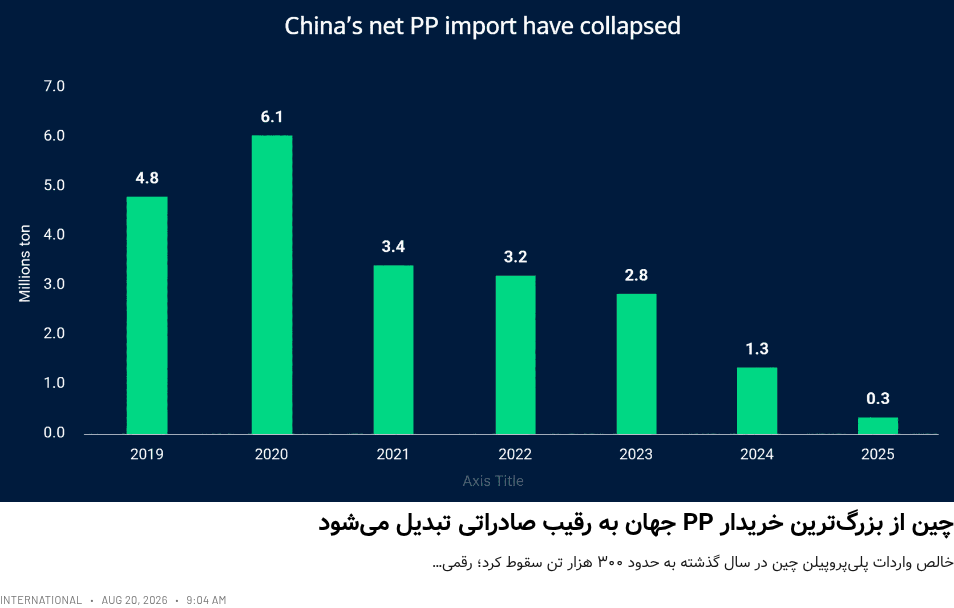 China’s net PP import have collapsed
Millions ton
7.0
6.0
5.0
4.0
3.0
2.0
1.0
0.0
4.8
6.1
3.4
3.2
2.8
1.3
0.3
2019 2020 2021 2022 2023 2024 2025
Axis Title
چین از بزرگ‌ترین خریدار PP جهان به رقیب صادراتی تبدیل می‌شود
خالص واردات پلی‌پروپیلن چین در سال گذشته به حدود ۳۰۰ هزار تن سقوط کرد؛ رقمی...
INTERNATIONAL • AUG 20, 2026 • 9:04 AM